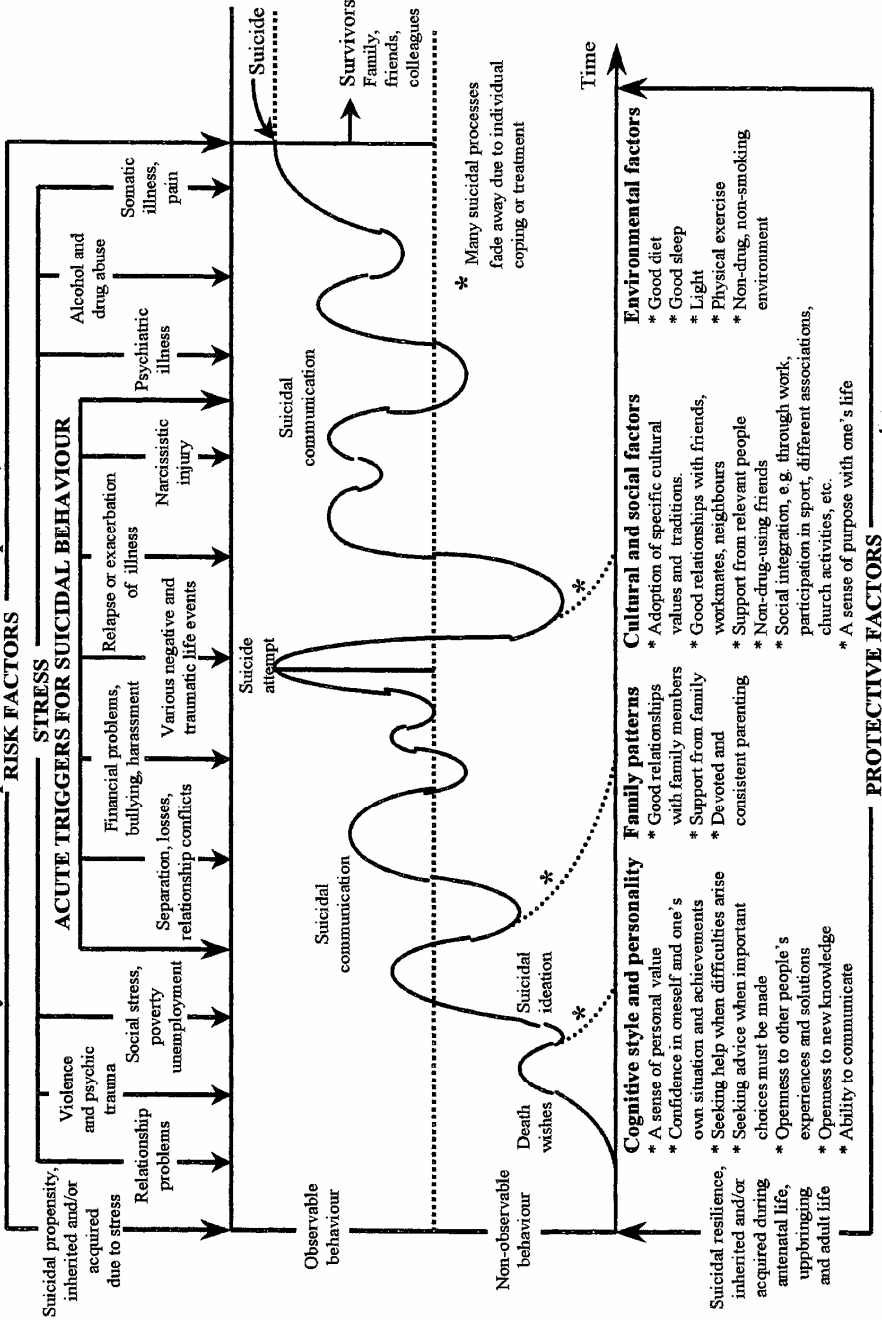 RISK FACTORS
STRESS
ACUTE TRIGGERS FOR SUICIDAL BEHAVIOUR
Suicidal propensity,
inherited and/or
acquired
due to stress
Relationship
problems
Violence
and psychic
trauma
Social stress,
poverty
unemployment
Separation, losses,
relationship conflicts
Financial problems,
bullying, harassment
Various negative and
traumatic life events
Relapse or exacerbation
of illness
Narcissistic
injury
Psychiatric
illness
Alcohol and
drug abuse
Somatic
illness,
pain
Observable
behaviour
Suicidal
communication
Suicide
attempt
Suicidal
communication
Suicide
Survivors
Family,
friends,
colleagues
Non-observable
behaviour
Death
wishes
Suicidal
ideation
*
*
*
* Many suicidal processes
fade away due to individual
coping or treatment
Time
Suicidal resilience,
inherited and/or
acquired during
antenatal life,
uppbringing
and adult life
Cognitive style and personality
* A sense of personal value
* Confidence in oneself and one's
own situation and achievements
* Seeking help when difficulties arise
* Seeking advice when important
choices must be made
* Openness to other people's
experiences and solutions
* Openness to new knowledge
* Ability to communicate
Family patterns
* Good relationships
with family members
* Support from family
* Devoted and
consistent parenting
Cultural and social factors
* Adoption of specific cultural
values and traditions.
* Good relationships with friends,
workmates, neighbours
* Support from relevant people
* Non-drug-using friends
* Social integration, e.g. through work,
participation in sport, different associations,
church activities, etc.
* A sense of purpose with one's life
Environmental factors
* Good diet
* Good sleep
* Light
* Physical exercise
* Non-drug, non-smoking
environment
PROTECTIVE FACTORS